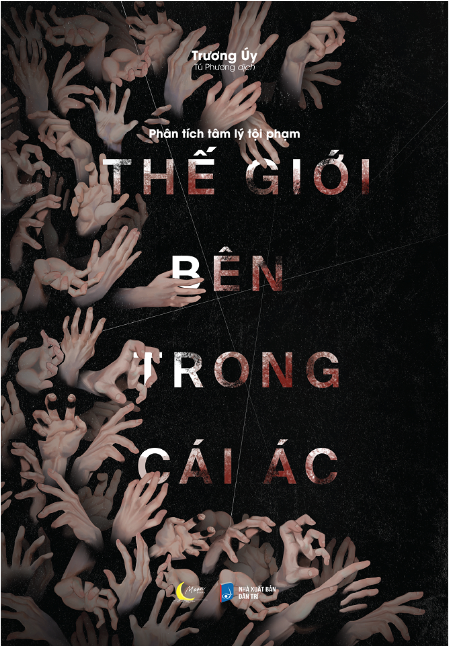 Trương Úy
Tú Phương dịch
Phân tích tâm lý tội phạm
THẾ GIỚI
BÊN
TRONG
CÁI ÁC
NHÀ XUẤT BẢN
DÂN TRÍ